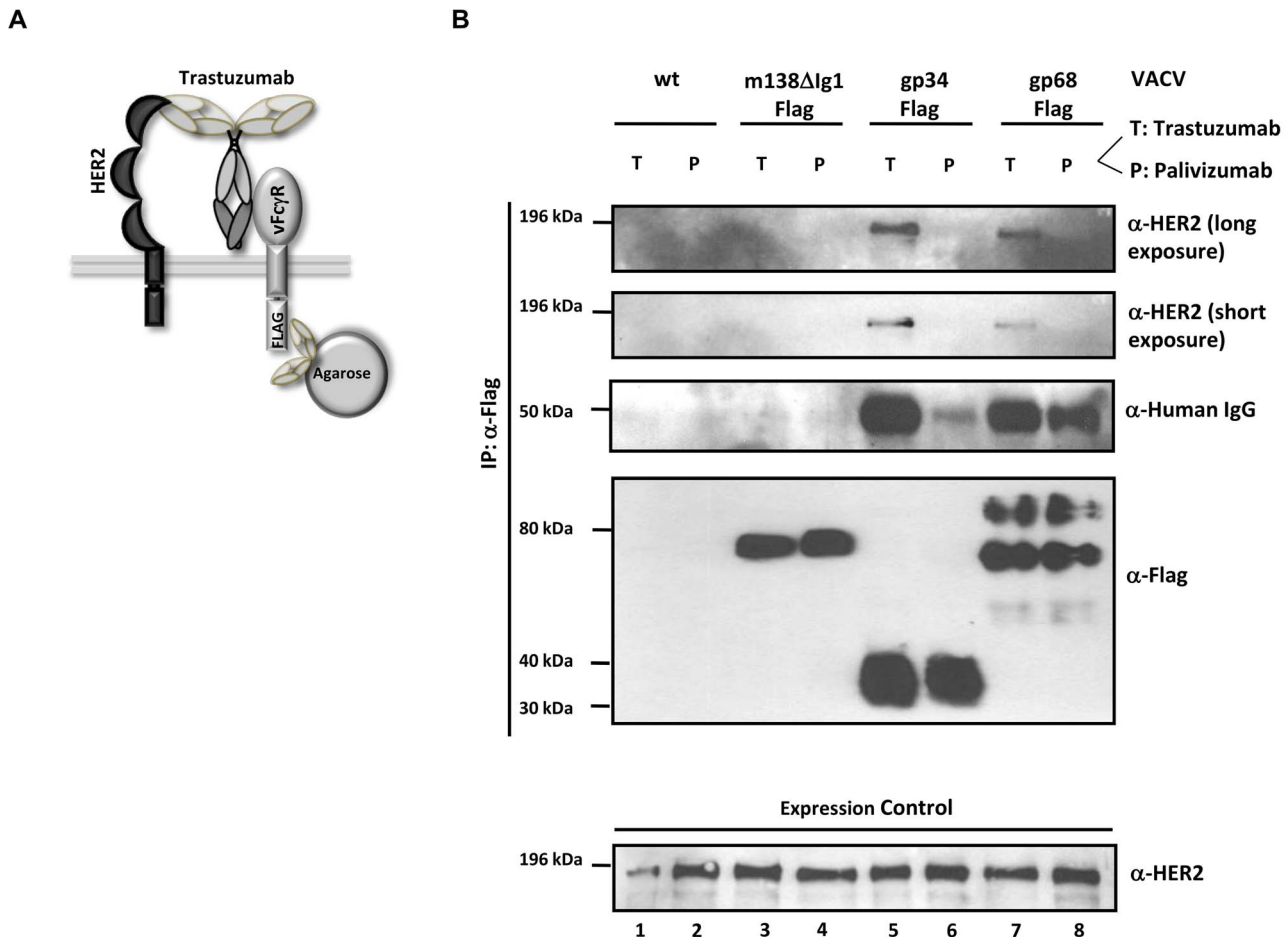 A
Trastuzumab
HER2
vFcγR
FLAG
Agarose
B
wt
m138ΔIg1
Flag
gp34
Flag
gp68
Flag
VACV
T P T P T P T P
T: Trastuzumab
P: Palivizumab
IP: α-Flag
196 kDa
α-HER2 (long
exposure)
196 kDa
α-HER2 (short
exposure)
50 kDa
α-Human IgG
80 kDa
40 kDa
30 kDa
α-Flag
Expression Control
196 kDa
α-HER2
1 2 3 4 5 6 7 8